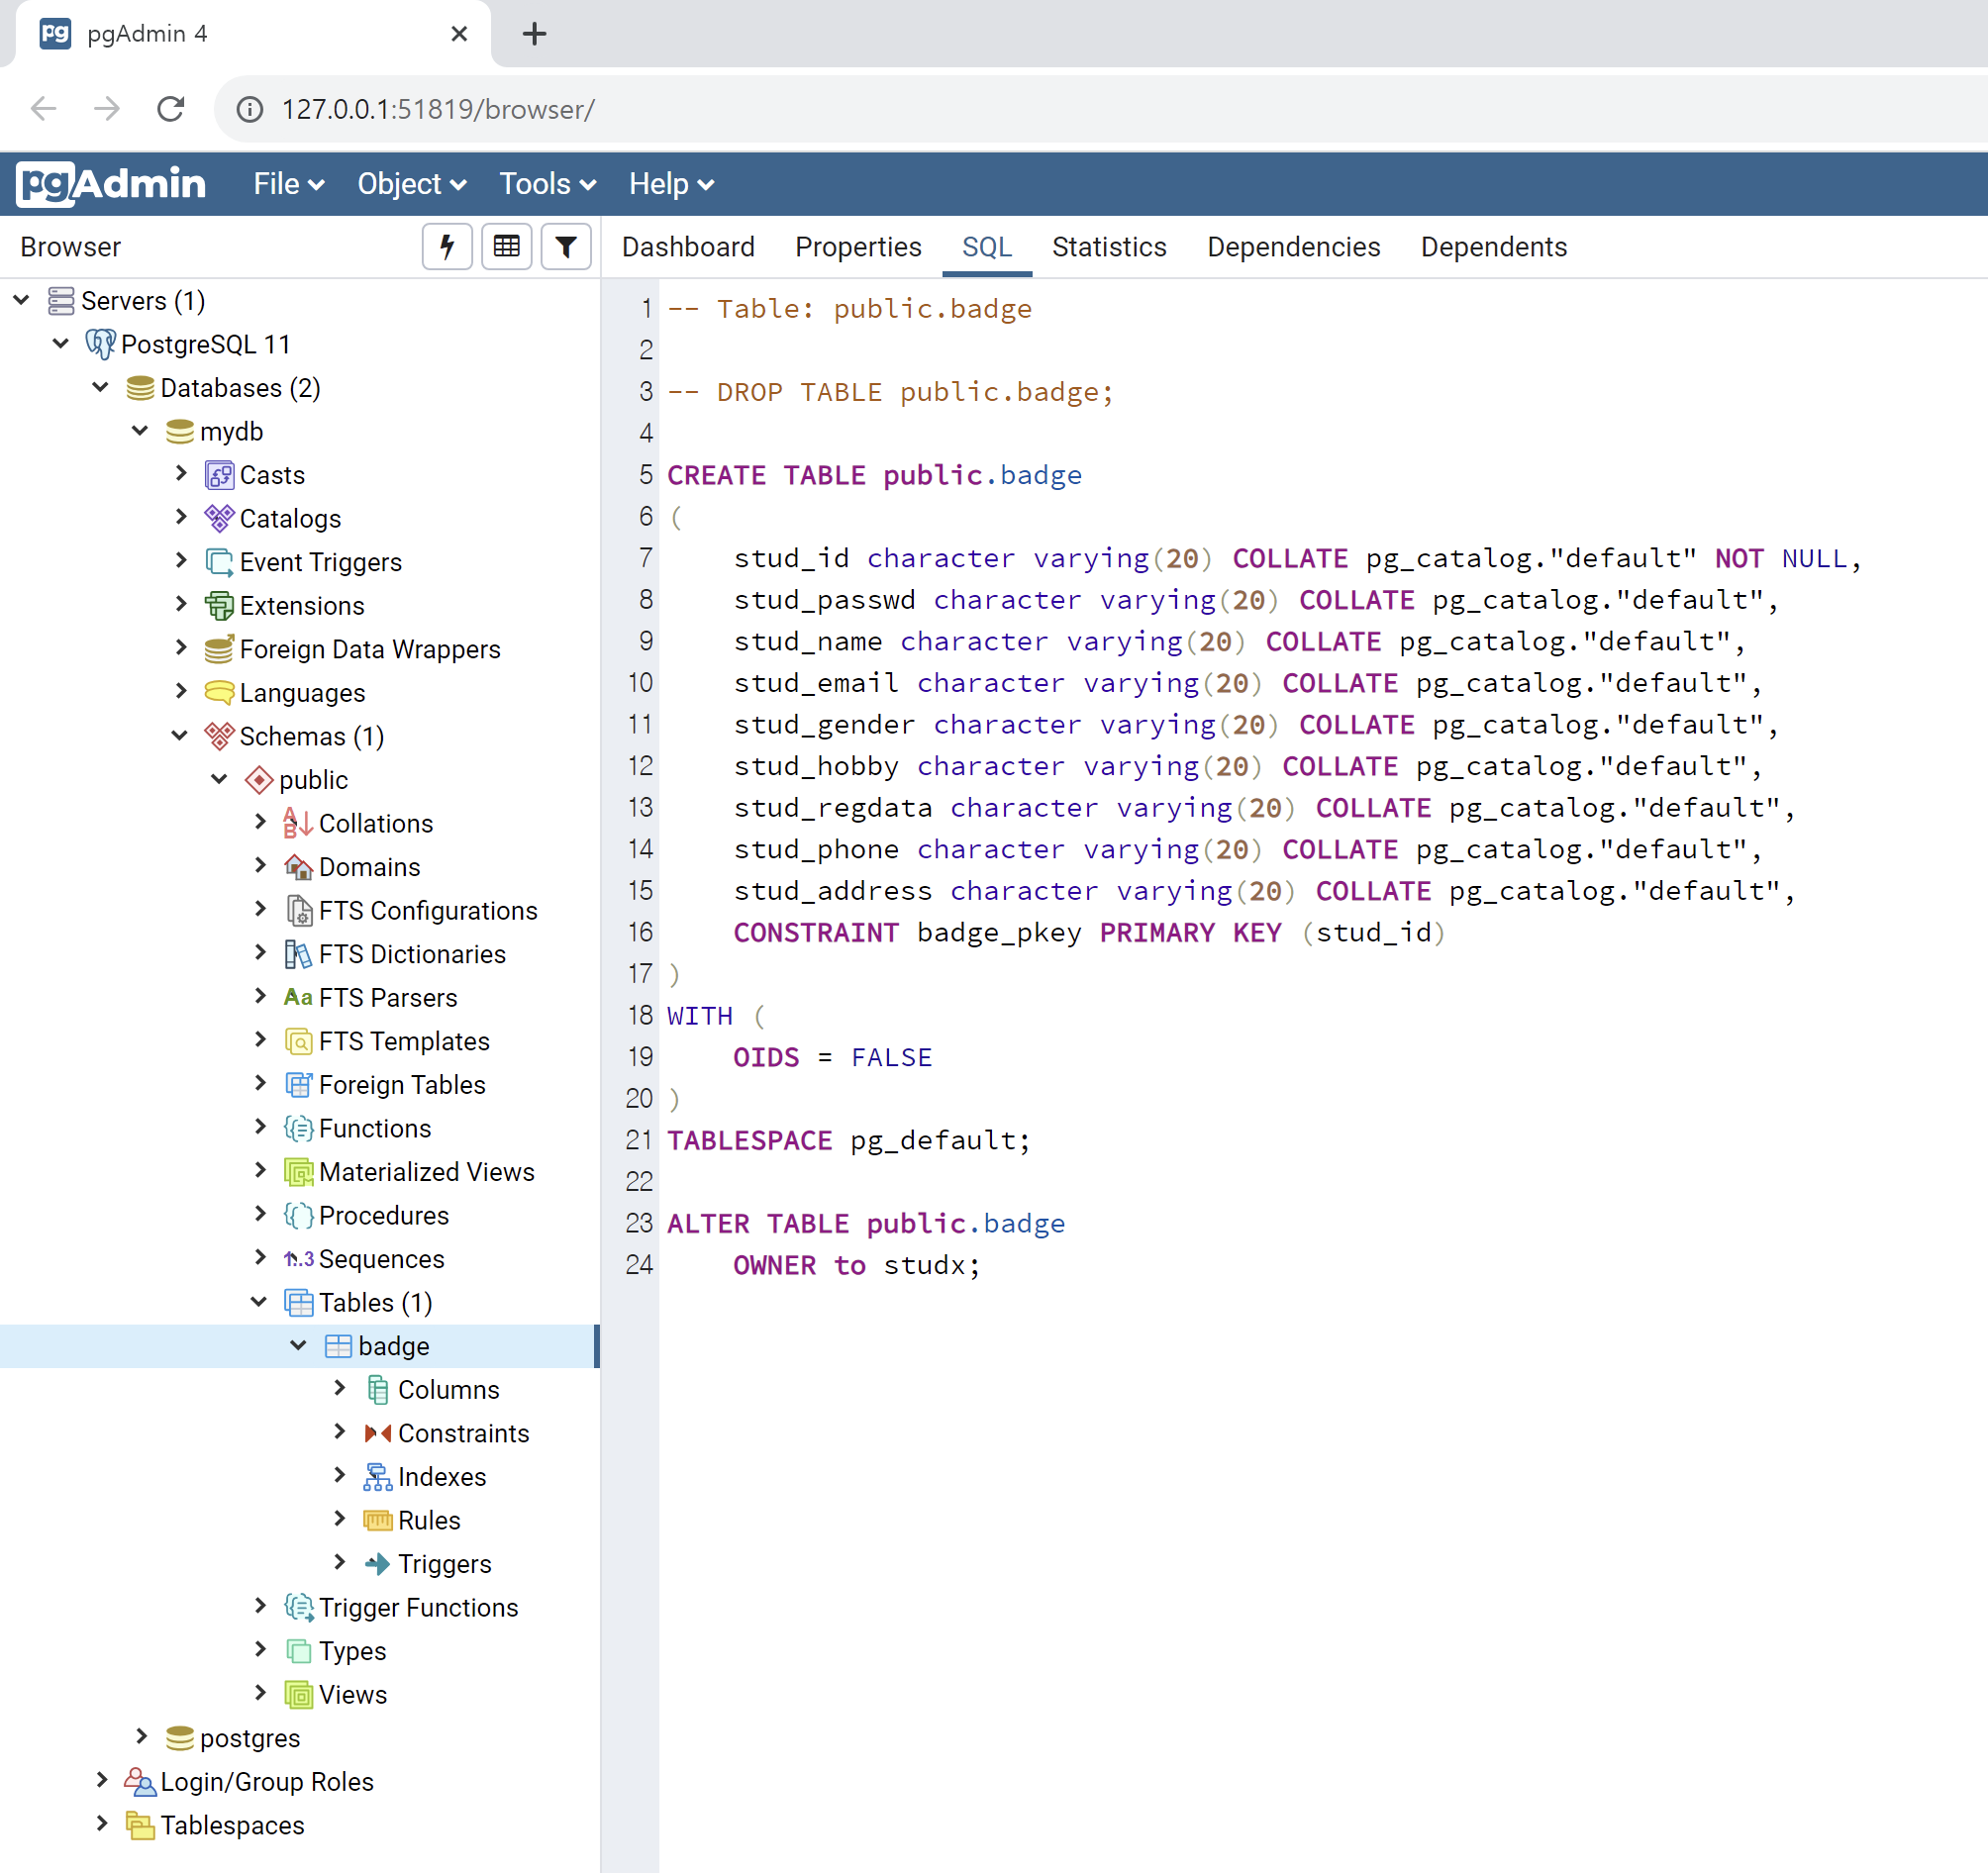 pgAdmin 4
127.0.0.1:51819/browser/
pgAdmin File Object Tools Help
Browser
Dashboard Properties SQL Statistics Dependencies Dependents
Servers (1)
PostgreSQL 11
Databases (2)
mydb
Casts
Catalogs
Event Triggers
Extensions
Foreign Data Wrappers
Languages
Schemas (1)
public
Collations
Domains
FTS Configurations
FTS Dictionaries
Aa FTS Parsers
FTS Templates
Foreign Tables
Functions
Materialized Views
Procedures
1..3 Sequences
Tables (1)
badge
Columns
Constraints
Indexes
Rules
Triggers
Trigger Functions
Types
Views
postgres
Login/Group Roles
Tablespaces
1 -- Table: public.badge
2
3 -- DROP TABLE public.badge;
4
5 CREATE TABLE public.badge
6 (
7     stud_id character varying(20) COLLATE pg_catalog."default" NOT NULL,
8     stud_passwd character varying(20) COLLATE pg_catalog."default",
9     stud_name character varying(20) COLLATE pg_catalog."default",
10     stud_email character varying(20) COLLATE pg_catalog."default",
11     stud_gender character varying(20) COLLATE pg_catalog."default",
12     stud_hobby character varying(20) COLLATE pg_catalog."default",
13     stud_regdata character varying(20) COLLATE pg_catalog."default",
14     stud_phone character varying(20) COLLATE pg_catalog."default",
15     stud_address character varying(20) COLLATE pg_catalog."default",
16     CONSTRAINT badge_pkey PRIMARY KEY (stud_id)
17 )
18 WITH (
19     OIDS = FALSE
20 )
21 TABLESPACE pg_default;
22
23 ALTER TABLE public.badge
24     OWNER to studx;